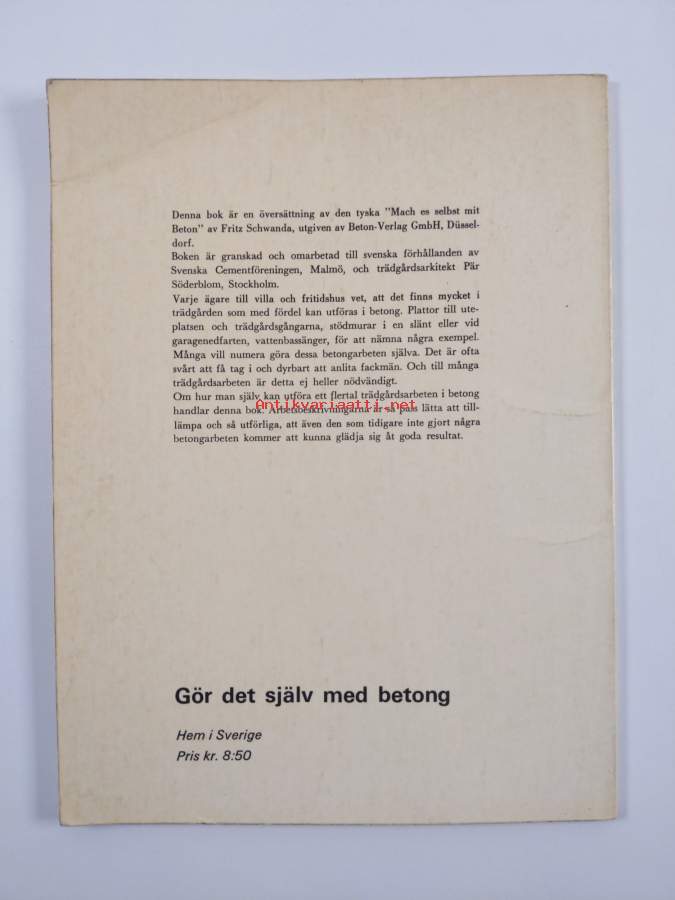 Denna bok är en översättning av den tyska "Mach es selbst mit
Beton" av Fritz Schwanda, utgiven av Beton-Verlag GmbH, Düssel-
dorf.
Boken är granskad och omarbetad till svenska förhållanden av
Svenska Cementföreningen, Malmö, och trädgårdsarkitekt Pär
Söderblom, Stockholm.
Varje ägare till villa och fritidshus vet, att det finns mycket i
trädgården som med fördel kan utföras i betong. Plattor till ute-
platsen och trädgårdsgångarna, stödmurar i en slänt eller vid
garagenedfarten, vattenbassänger, för att nämna några exempel.
Många vill numera göra dessa betongarbeten själva. Det är ofta
svårt att få tag i och dyrbart att anlita fackmän. Och till många
trädgårdsarbeten är detta ej heller nödvändigt.
Om hur man själv kan utföra ett flertal trädgårdsarbeten i betong
handlar denna bok. Arbetsbeskrivningarna är så pass lätta att till-
lämpa och så utförliga, att även den som tidigare inte gjort några
betongarbeten kommer att kunna glädja sig åt goda resultat.
Antikvariaatti.net
Gör det själv med betong
Hem i Sverige
Pris kr. 8:50